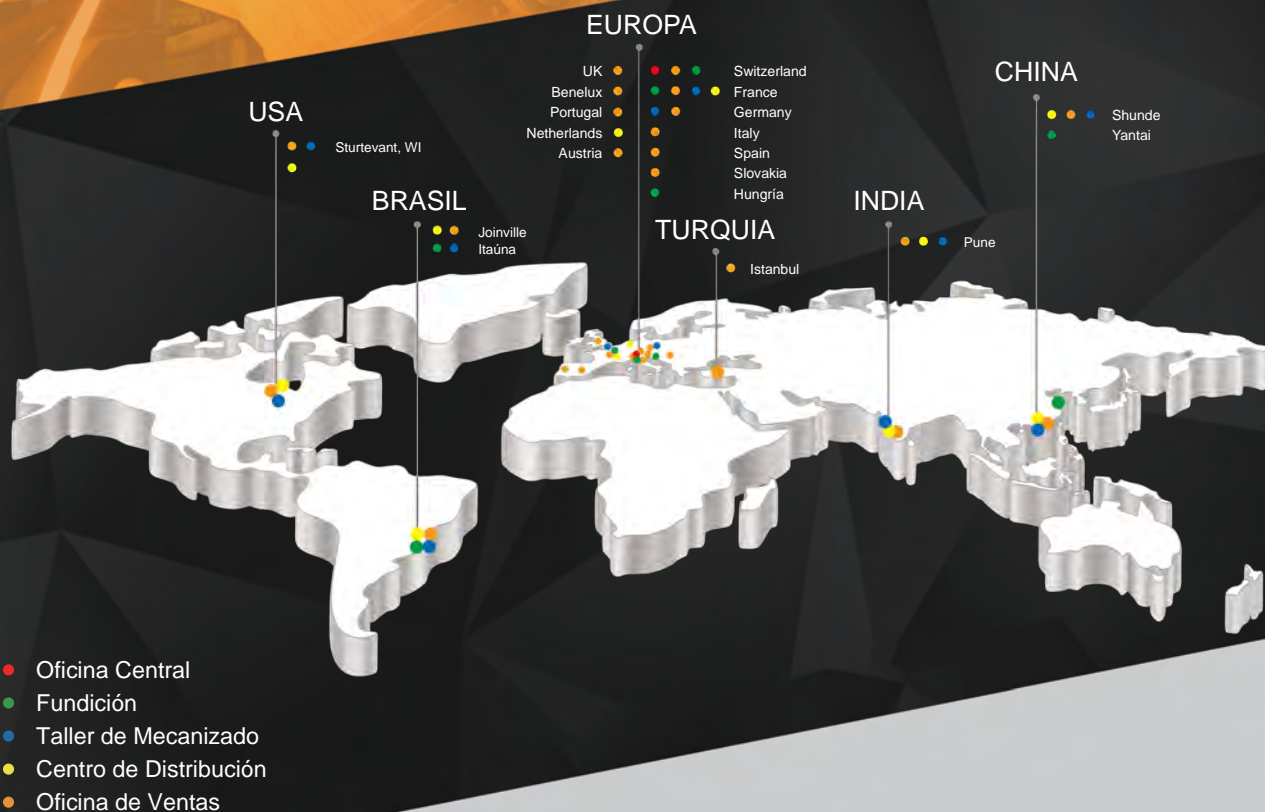 EUROPA
UK
Benelux
Portugal
Netherlands
Austria
Switzerland
France
Germany
Italy
Spain
Slovakia
Hungría
CHINA
Shunde
Yantai
USA
Sturtevant, WI
BRASIL
Joinville
Itaúna
TURQUIA
Istanbul
INDIA
Pune
Oficina Central
Fundición
Taller de Mecanizado
Centro de Distribución
Oficina de Ventas